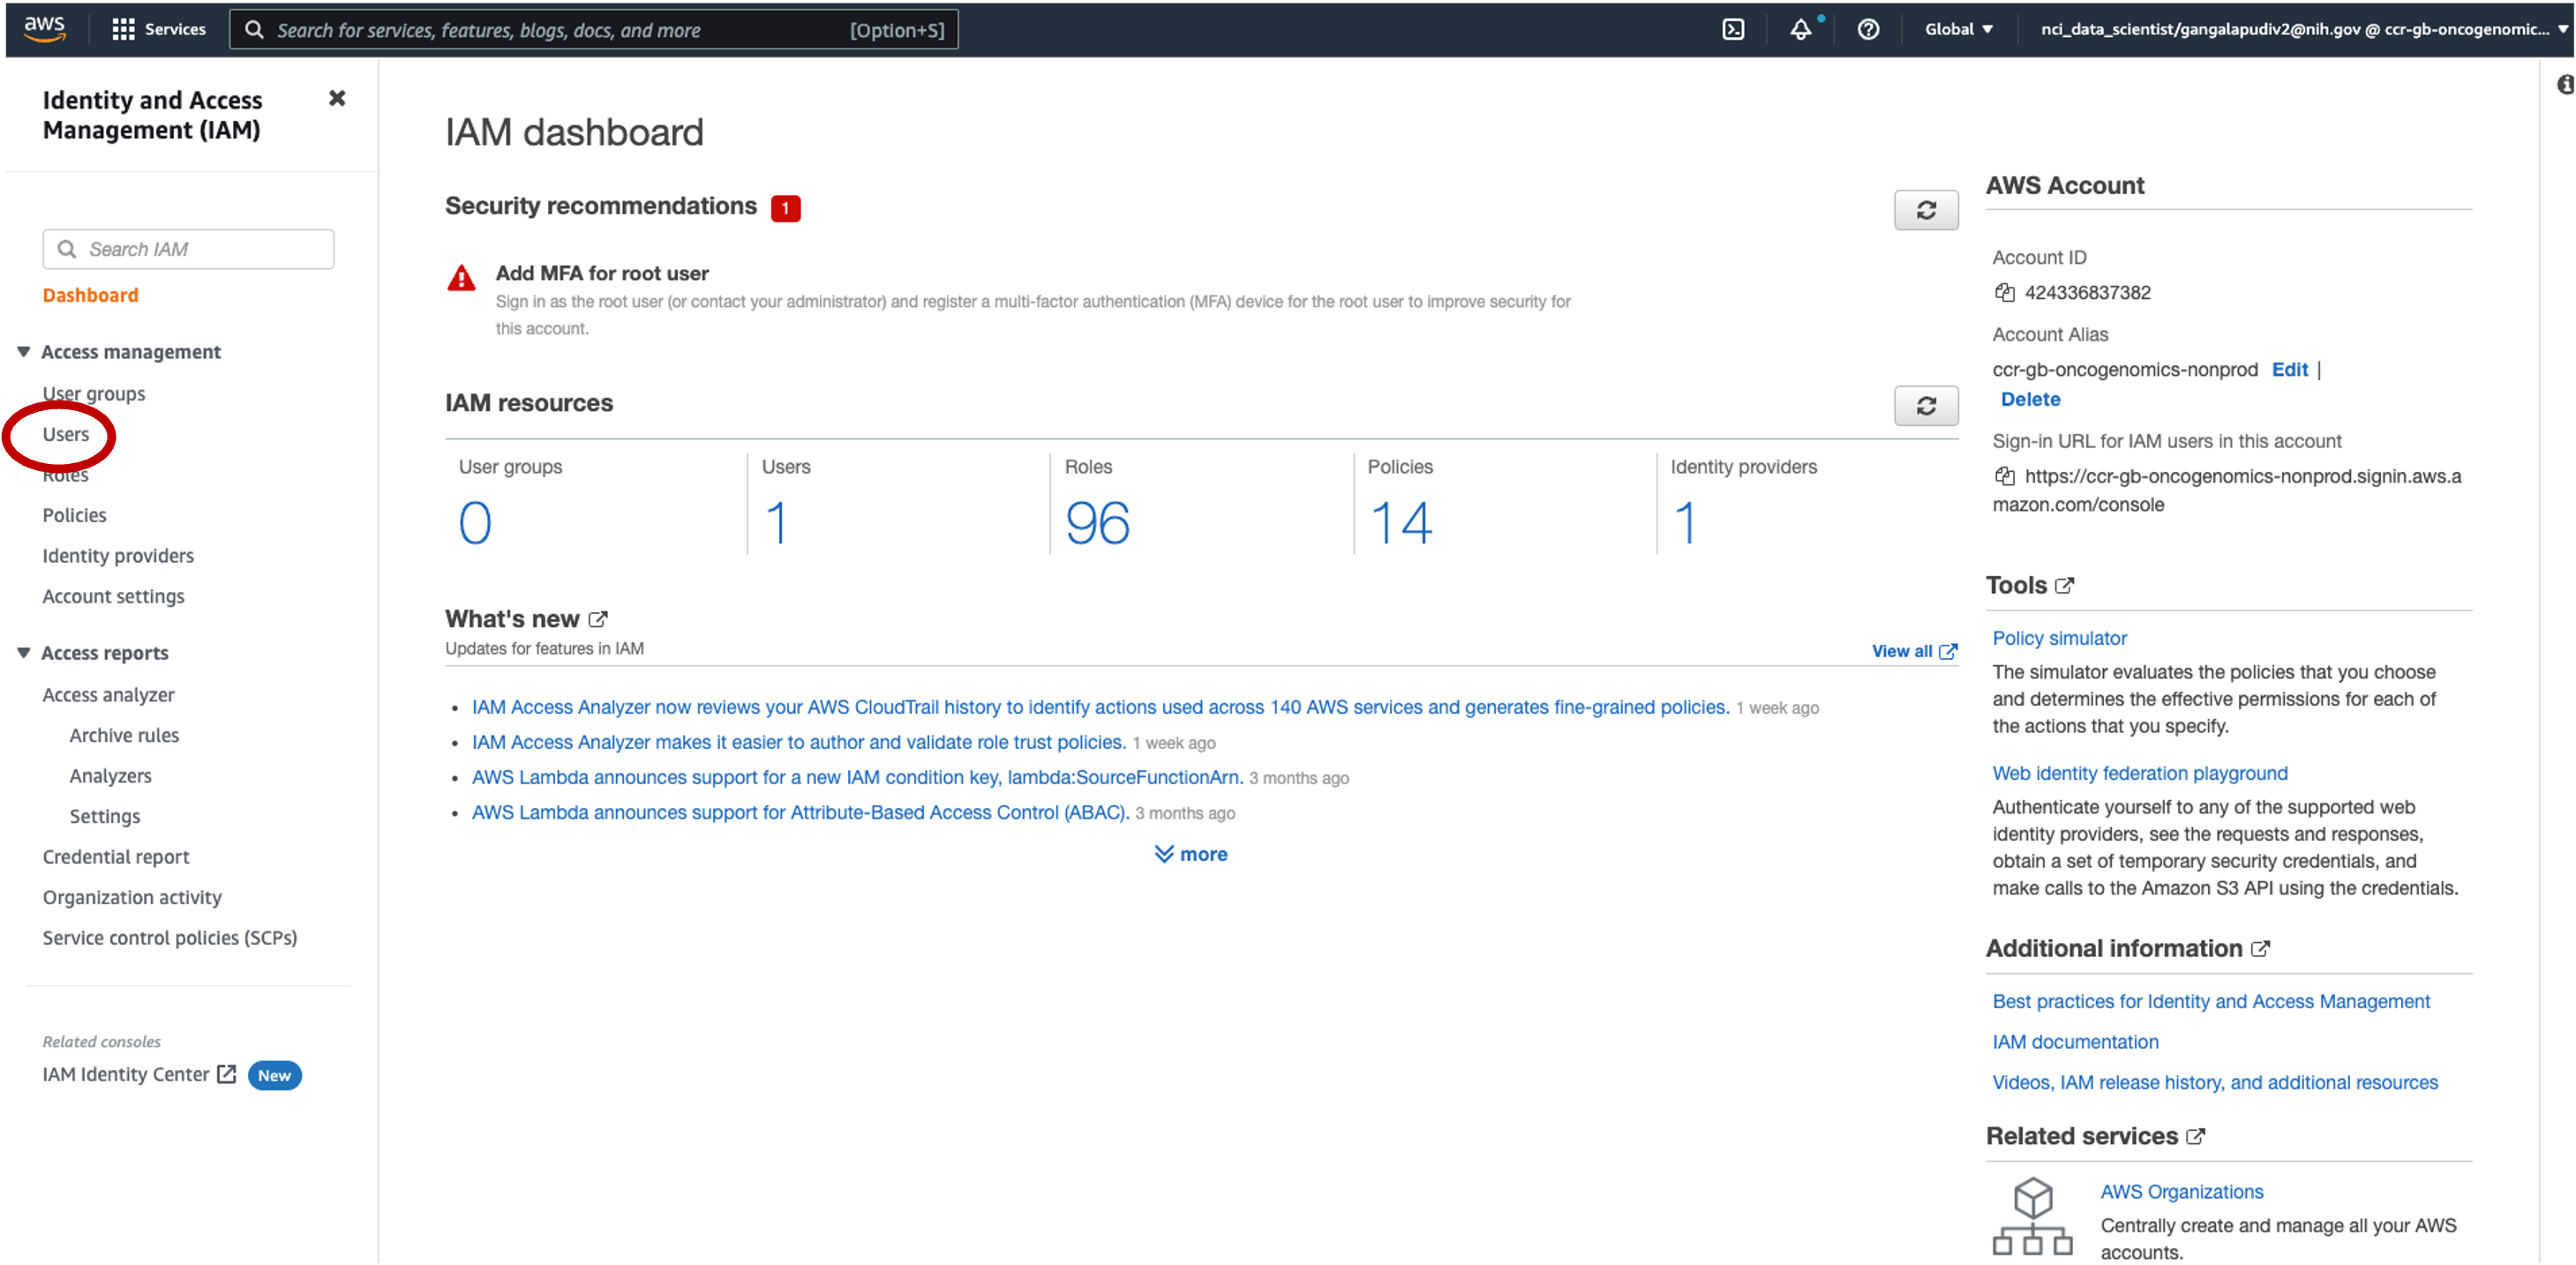 aws
Services
Search for services, features, blogs, docs, and more [Option+S]
Global
nci_data_scientist/gangalapudiv2@nih.gov @ ccr-gb-oncogenomic...
Identity and Access
Management (IAM)
Search IAM
Dashboard
Access management
User groups
Users
Roles
Policies
Identity providers
Account settings
Access reports
Access analyzer
Archive rules
Analyzers
Settings
Credential report
Organization activity
Service control policies (SCPs)
Related consoles
IAM Identity Center New
IAM dashboard
Security recommendations 1
Add MFA for root user
Sign in as the root user (or contact your administrator) and register a multi-factor authentication (MFA) device for the root user to improve security for
this account.
IAM resources
User groups Users Roles Policies Identity providers
0 1 96 14 1
What's new
Updates for features in IAM
View all
• IAM Access Analyzer now reviews your AWS CloudTrail history to identify actions used across 140 AWS services and generates fine-grained policies. 1 week ago
• IAM Access Analyzer makes it easier to author and validate role trust policies. 1 week ago
• AWS Lambda announces support for a new IAM condition key, lambda:SourceFunctionArn. 3 months ago
• AWS Lambda announces support for Attribute-Based Access Control (ABAC). 3 months ago
more
AWS Account
Account ID
424336837382
Account Alias
ccr-gb-oncogenomics-nonprod Edit |
Delete
Sign-in URL for IAM users in this account
https://ccr-gb-oncogenomics-nonprod.signin.aws.a
mazon.com/console
Tools
Policy simulator
The simulator evaluates the policies that you choose
and determines the effective permissions for each of
the actions that you specify.
Web identity federation playground
Authenticate yourself to any of the supported web
identity providers, see the requests and responses,
obtain a set of temporary security credentials, and
make calls to the Amazon S3 API using the credentials.
Additional information
Best practices for Identity and Access Management
IAM documentation
Videos, IAM release history, and additional resources
Related services
AWS Organizations
Centrally create and manage all your AWS
accounts.